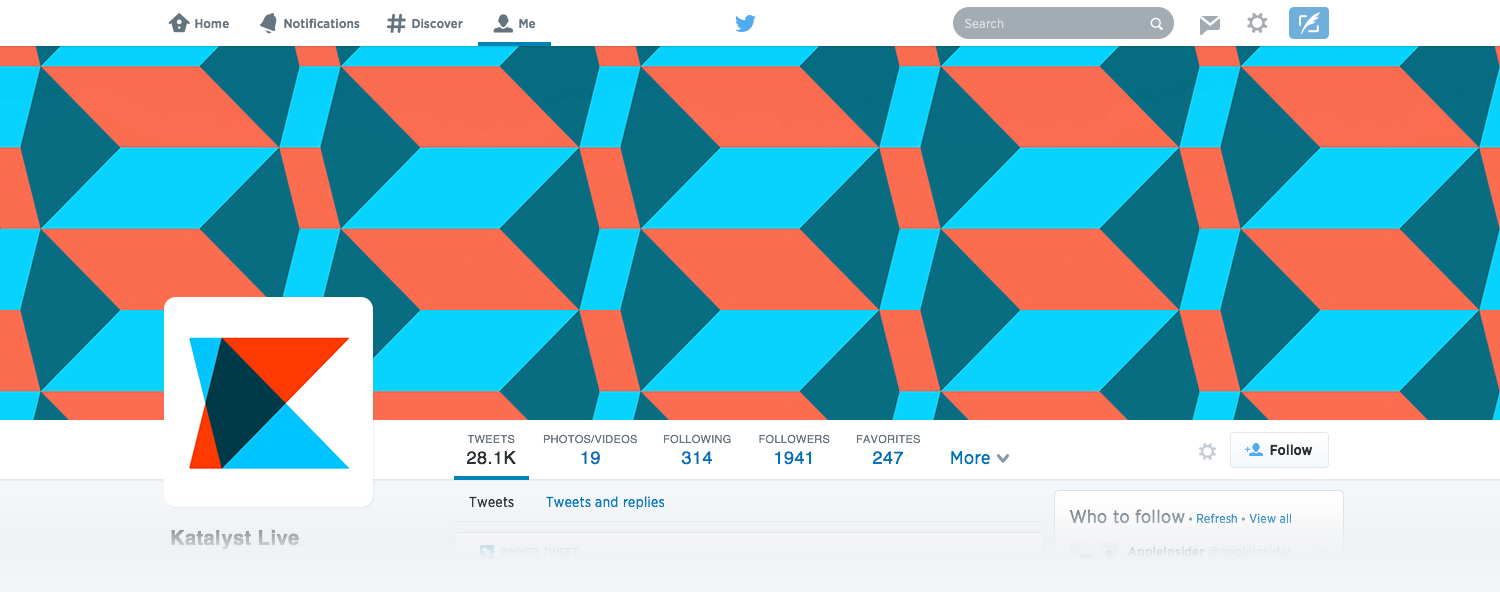 Home Notifications Discover Me Search
TWEETS PHOTOS/VIDEOS FOLLOWING FOLLOWERS FAVORITES
28.1K 19 314 1941 247 More
Follow
Tweets Tweets and replies
Who to follow • Refresh • View all
Katalyst Live
PINNED TWEET
AppleInsider @appleinsider